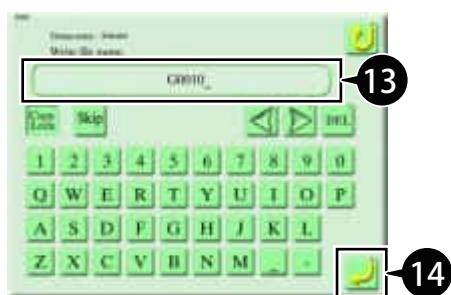 Write file name
G0010_
13
Caps Lock Skip DEL
1 2 3 4 5 6 7 8 9 0
Q W E R T Y U I O P
A S D F G H J K L
Z X C V B N M _ -
14